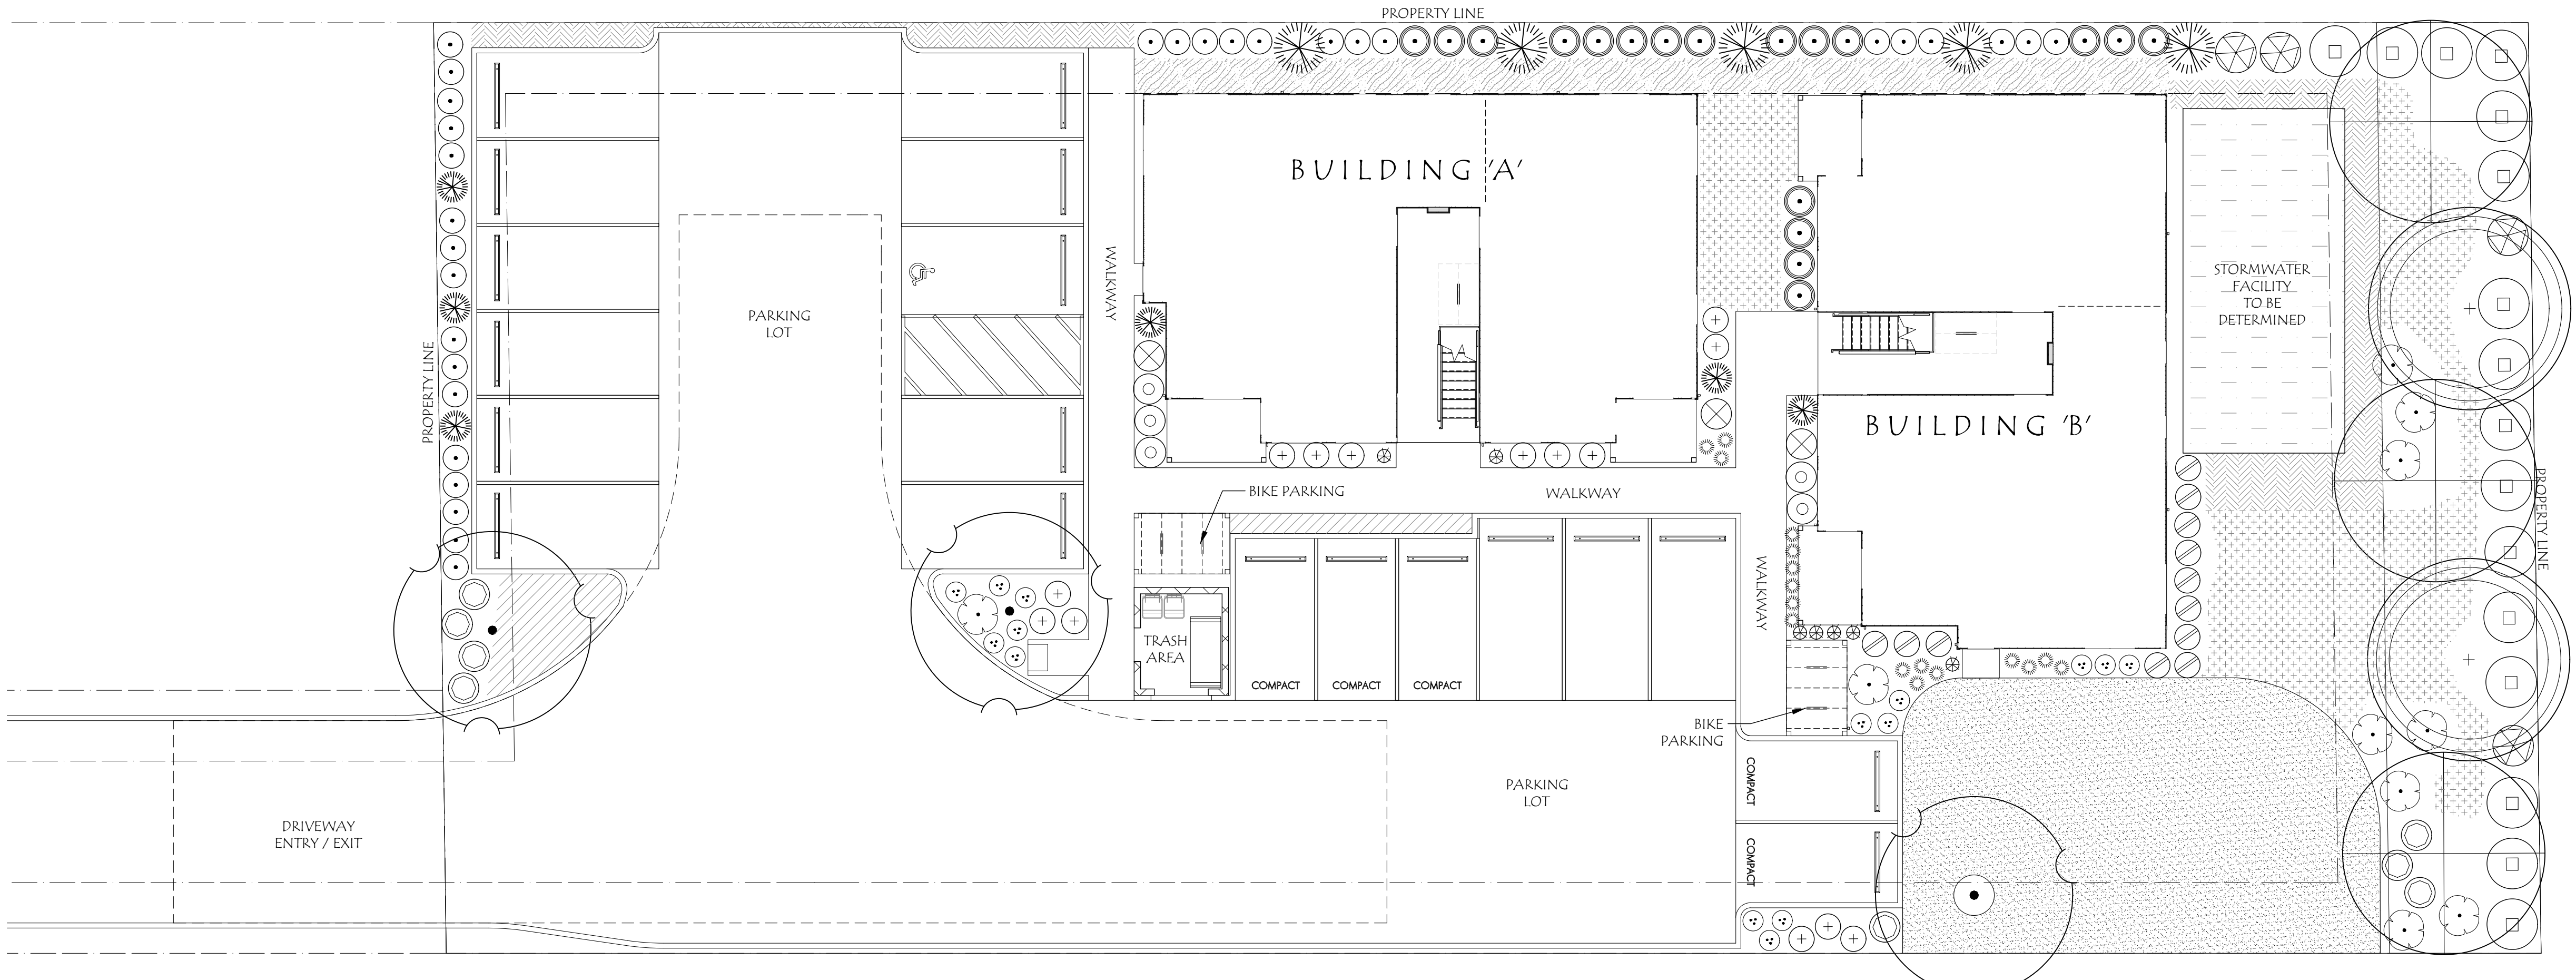 PROPERTY LINE
BUILDING 'A'
WALKWAY
PARKING
LOT
PROPERTY LINE
STORMWATER
FACILITY
TO BE
DETERMINED
BUILDING 'B'
BIKE PARKING
WALKWAY
PROPERTY LINE
WALKWAY
TRASH
AREA
COMPACT
COMPACT
COMPACT
BIKE
PARKING
COMPACT
PARKING
LOT
DRIVEWAY
ENTRY / EXIT
COMPACT